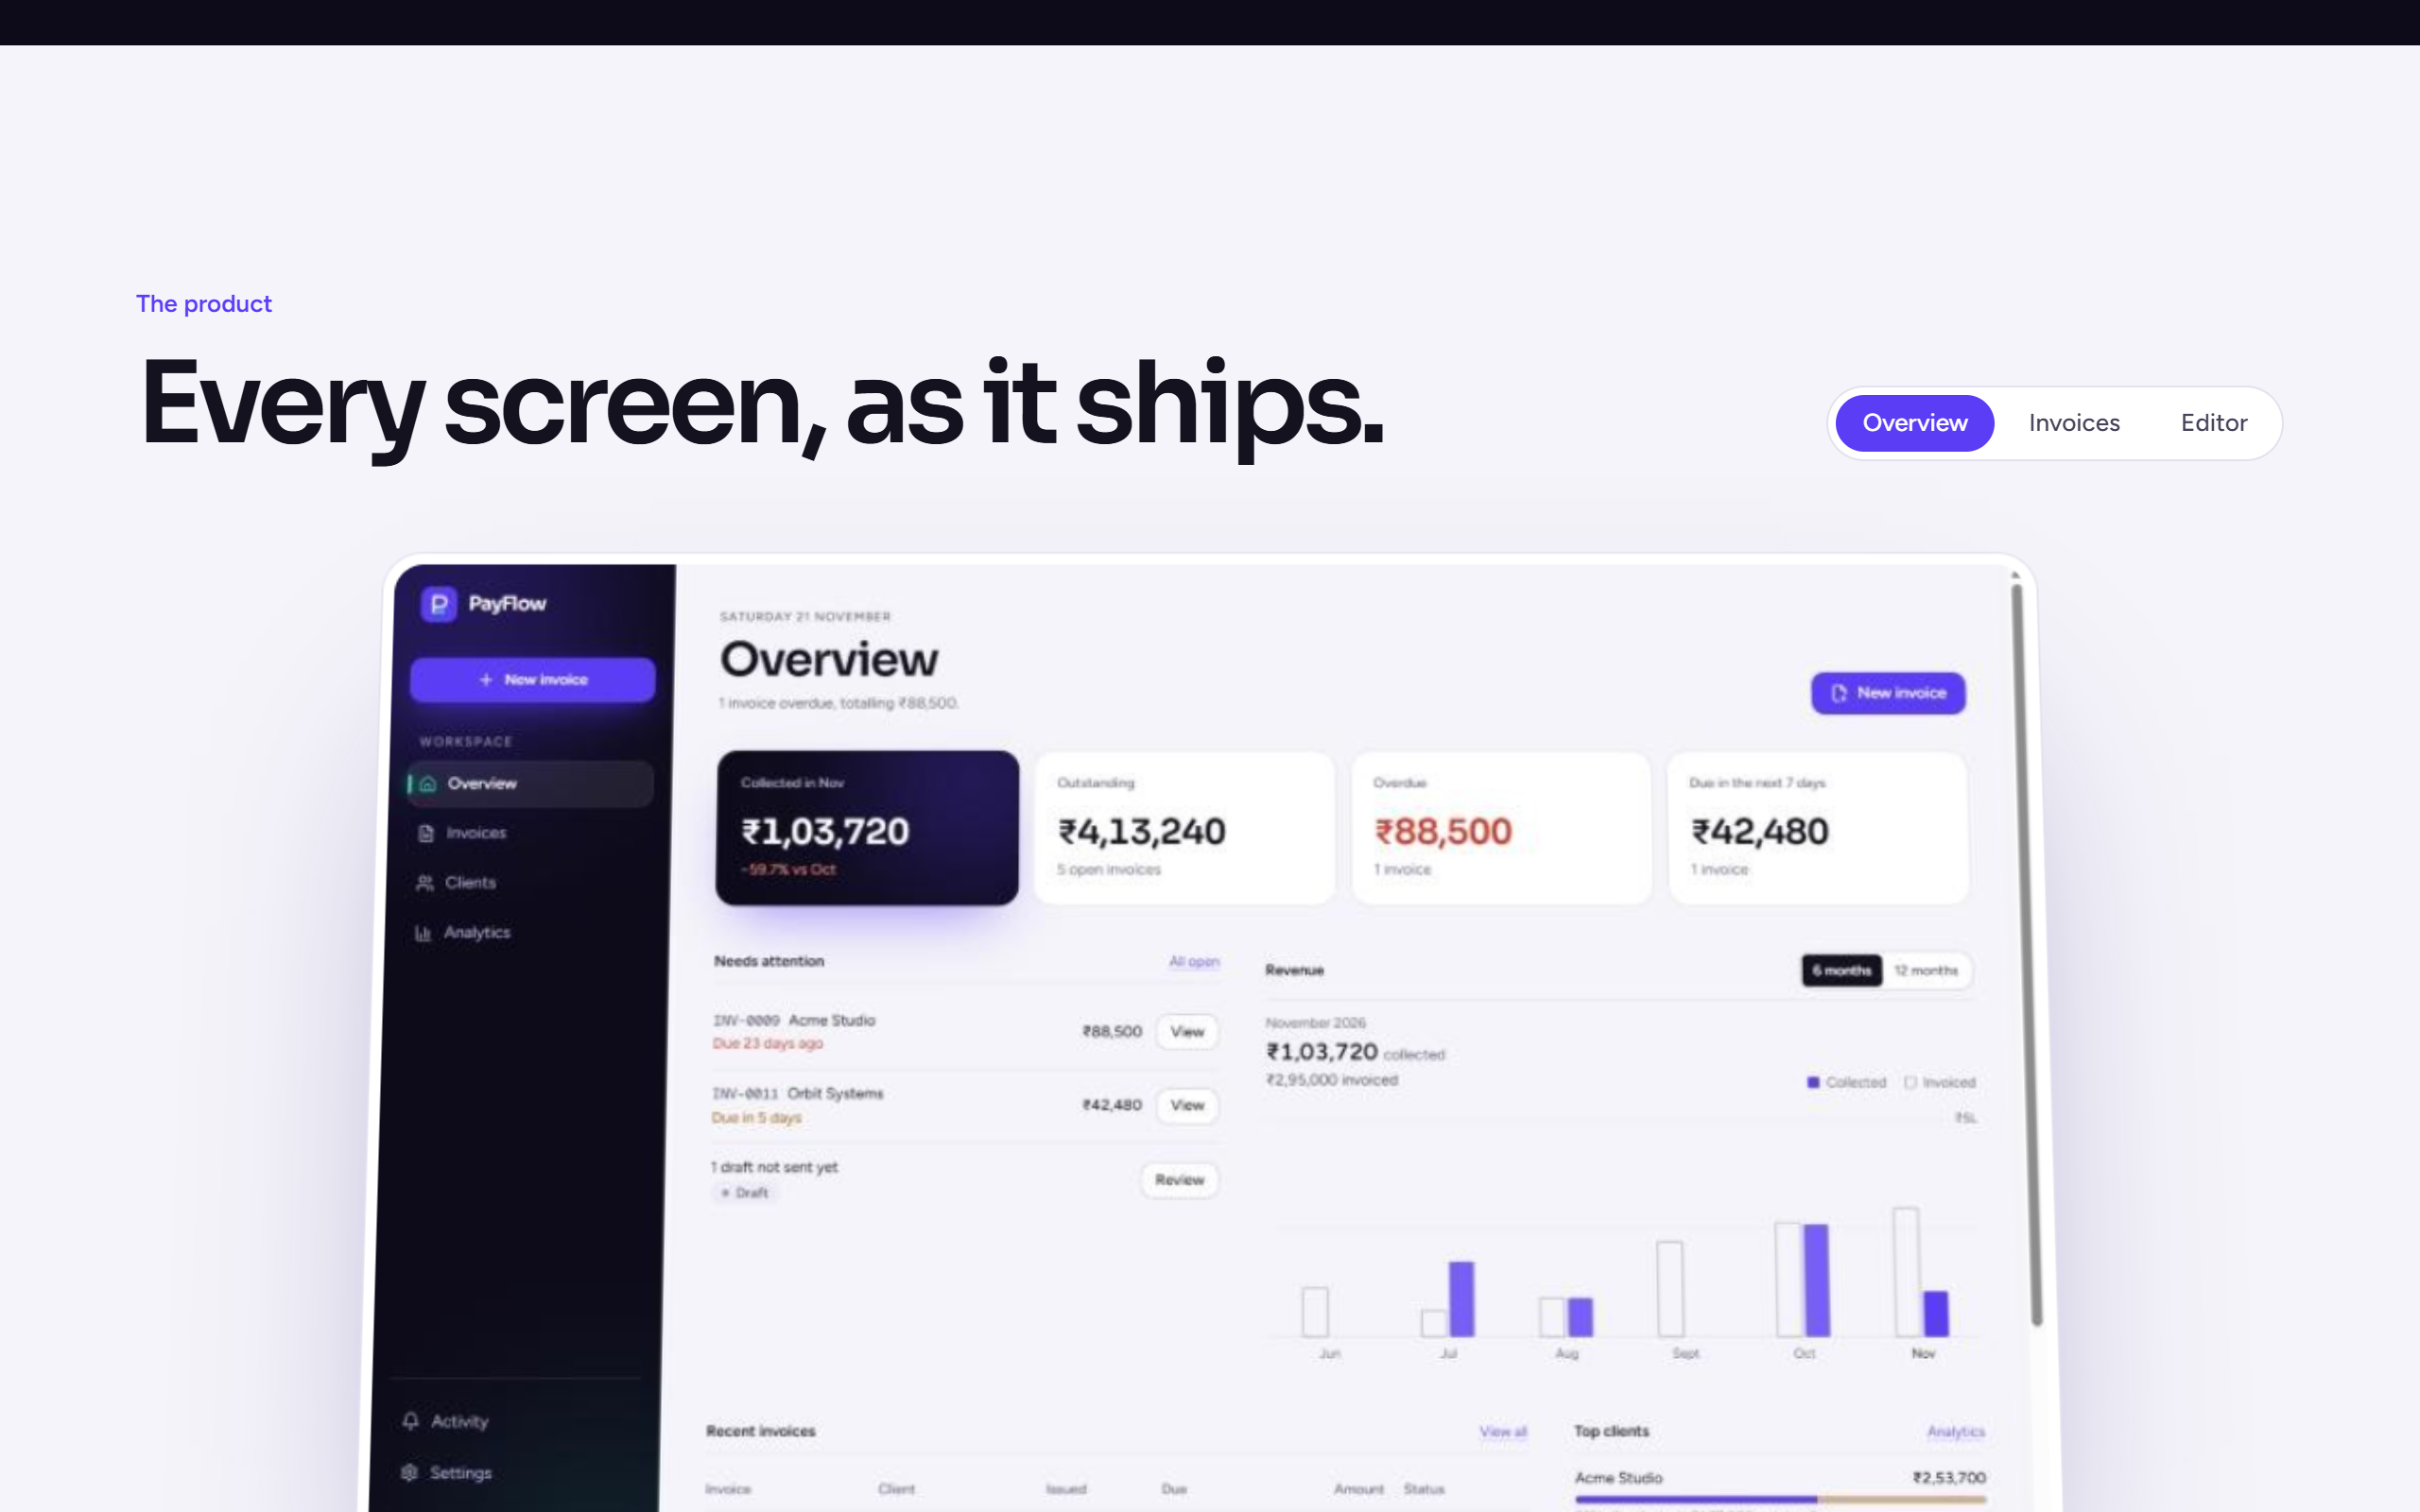 The product
Every screen, as it ships.
Overview Invoices Editor
PayFlow
+ New invoice
WORKSPACE
Overview
Invoices
Clients
Analytics
Activity
Settings
SATURDAY 21 NOVEMBER
Overview
1 invoice overdue, totalling ₹88,500.
New invoice
Collected in Nov
₹1,03,720
-59.7% vs Oct
Outstanding
₹4,13,240
5 open invoices
Overdue
₹88,500
1 invoice
Due in the next 7 days
₹42,480
1 invoice
Needs attention All open
INV-0009 Acme Studio
Due 23 days ago
₹88,500 View
INV-0011 Orbit Systems
Due in 5 days
₹42,480 View
1 draft not sent yet
Draft
Review
Revenue
6 months 12 months
November 2026
₹1,03,720 collected
₹2,95,000 invoiced
Collected Invoiced
₹5L
Jun Jul Aug Sept Oct Nov
Recent invoices View all
Invoice Client Issued Due Amount Status
Top clients Analytics
Acme Studio ₹2,53,700